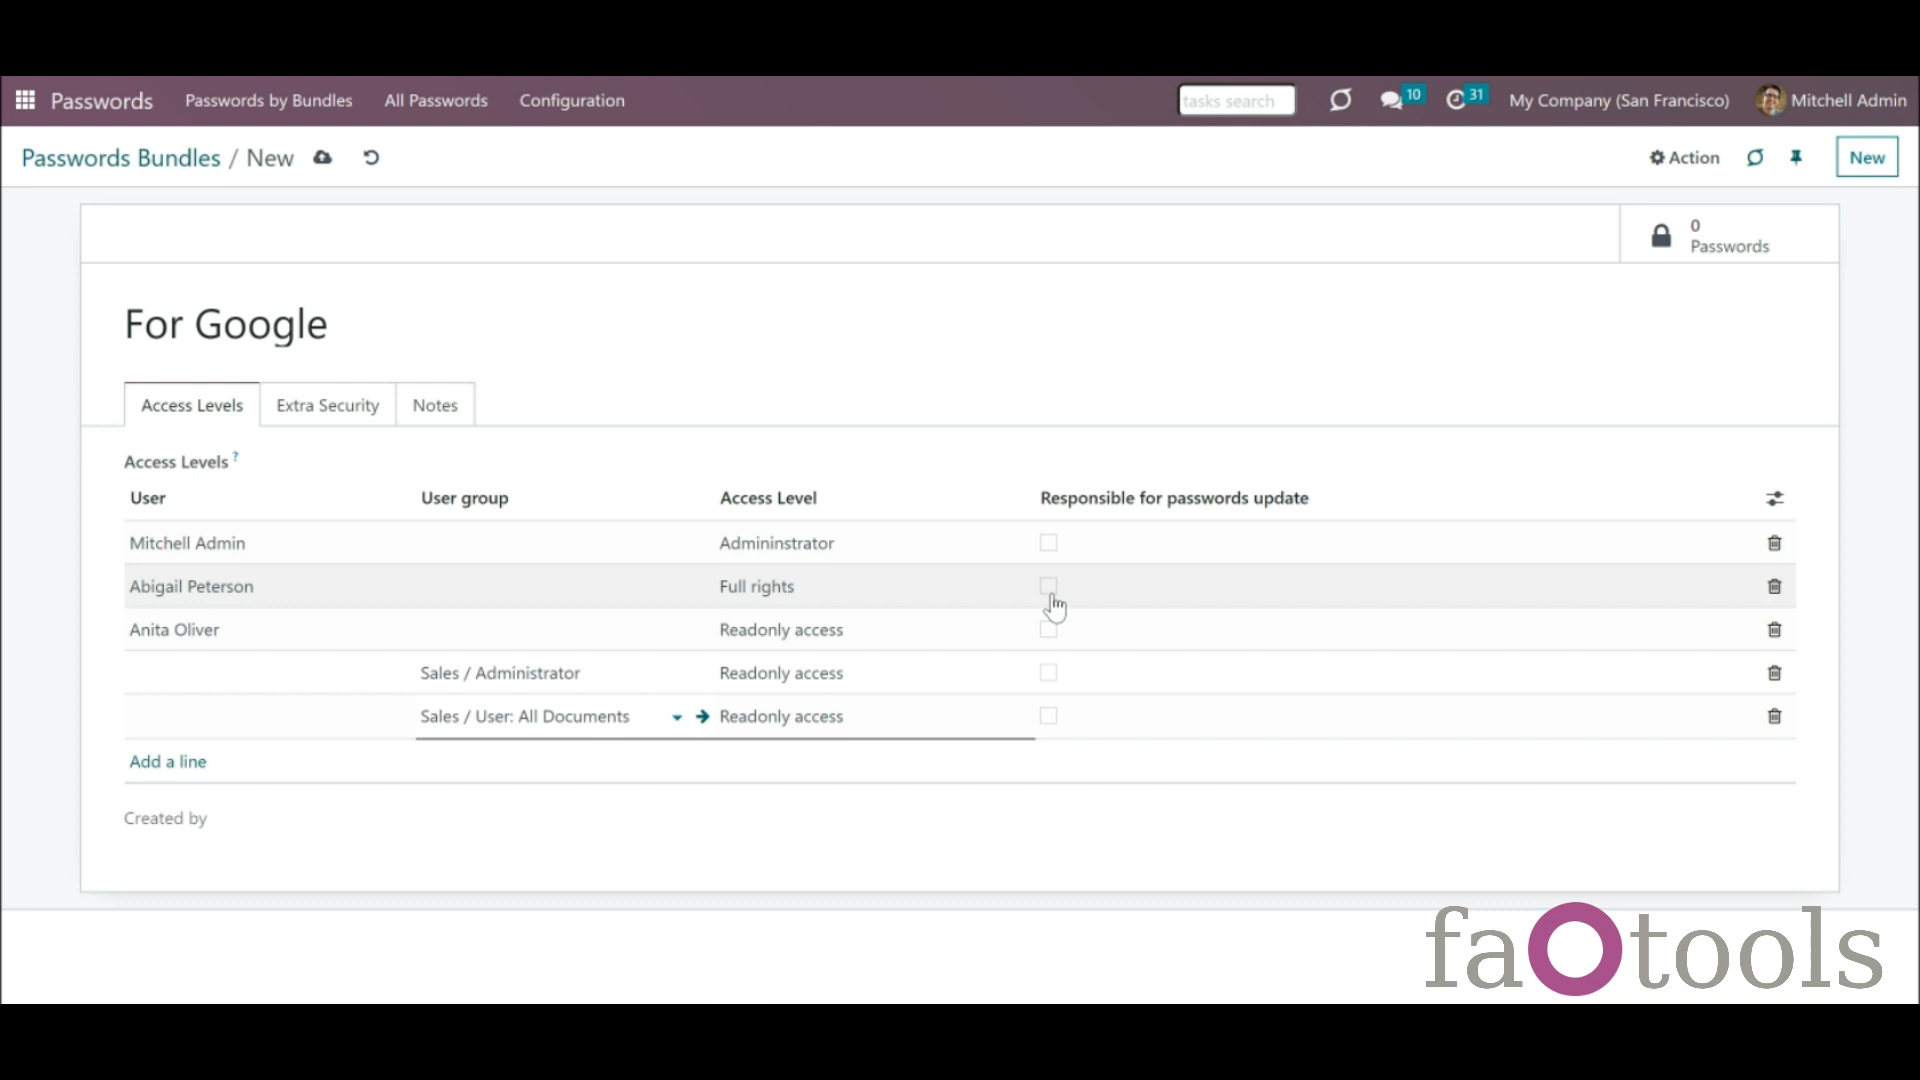 Passwords Passwords by Bundles All Passwords Configuration tasks search 10 31 My Company (San Francisco) Mitchell Admin
Passwords Bundles / New Action New
0
Passwords
For Google
Access Levels Extra Security Notes
Access Levels ?
User User group Access Level Responsible for passwords update
Mitchell Admin Admininstrator
Abigail Peterson Full rights
Anita Oliver Readonly access
Sales / Administrator Readonly access
Sales / User: All Documents Readonly access
Add a line
Created by
faOtools